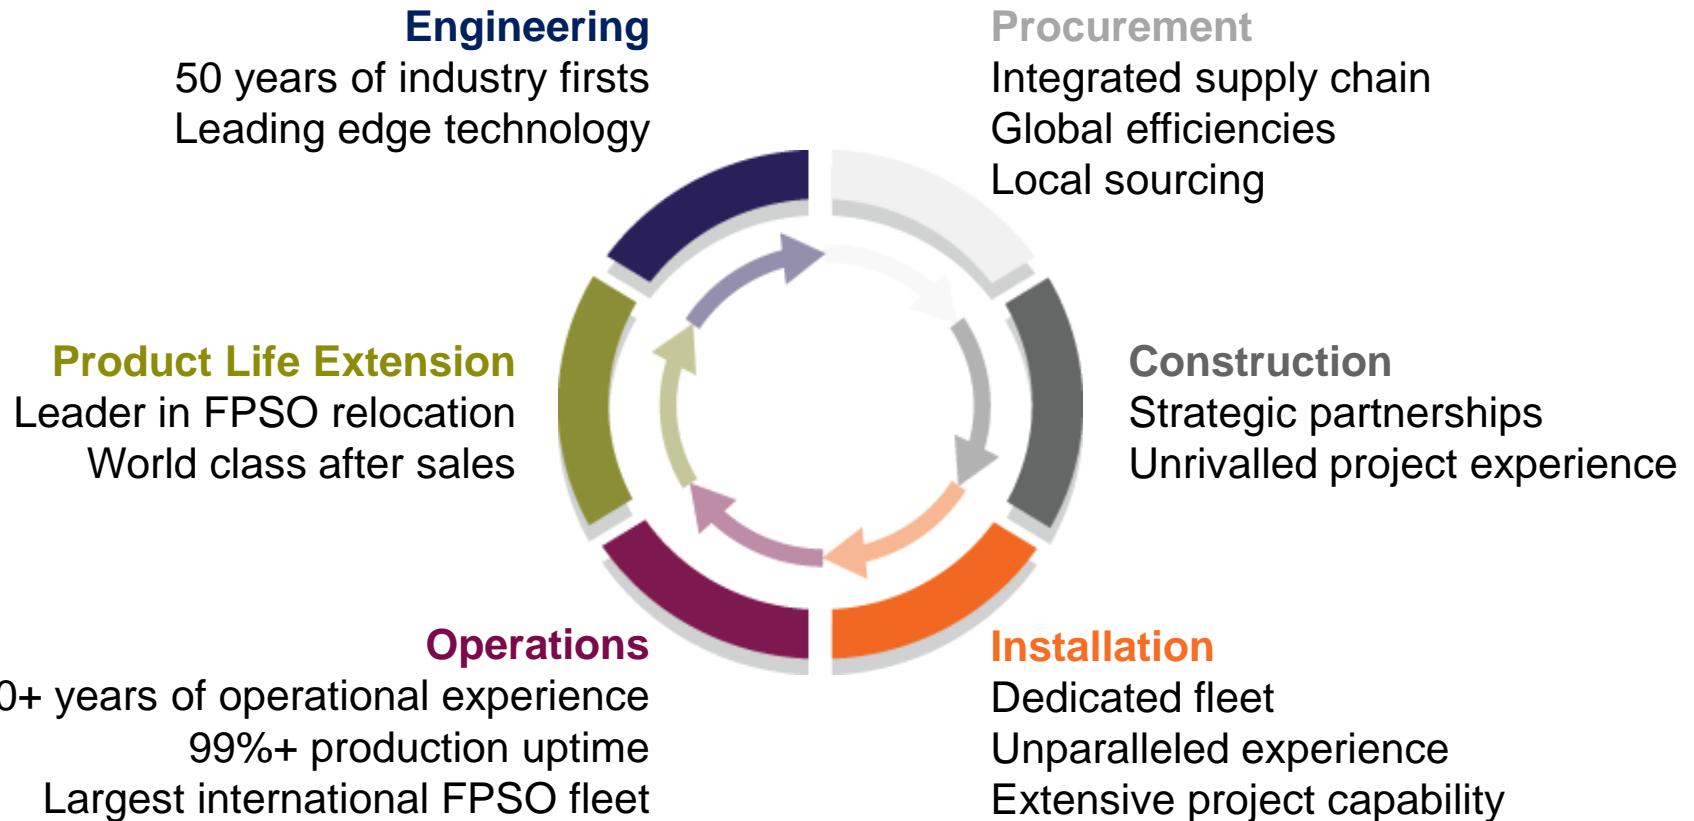 Engineering
50 years of industry firsts
Leading edge technology
Procurement
Integrated supply chain
Global efficiencies
Local sourcing
Construction
Strategic partnerships
Unrivalled project experience
Installation
Dedicated fleet
Unparalleled experience
Extensive project capability
Operations
years of operational experience
99%+ production uptime
Largest international FPSO fleet
Product Life Extension
Leader in FPSO relocation
World class after sales